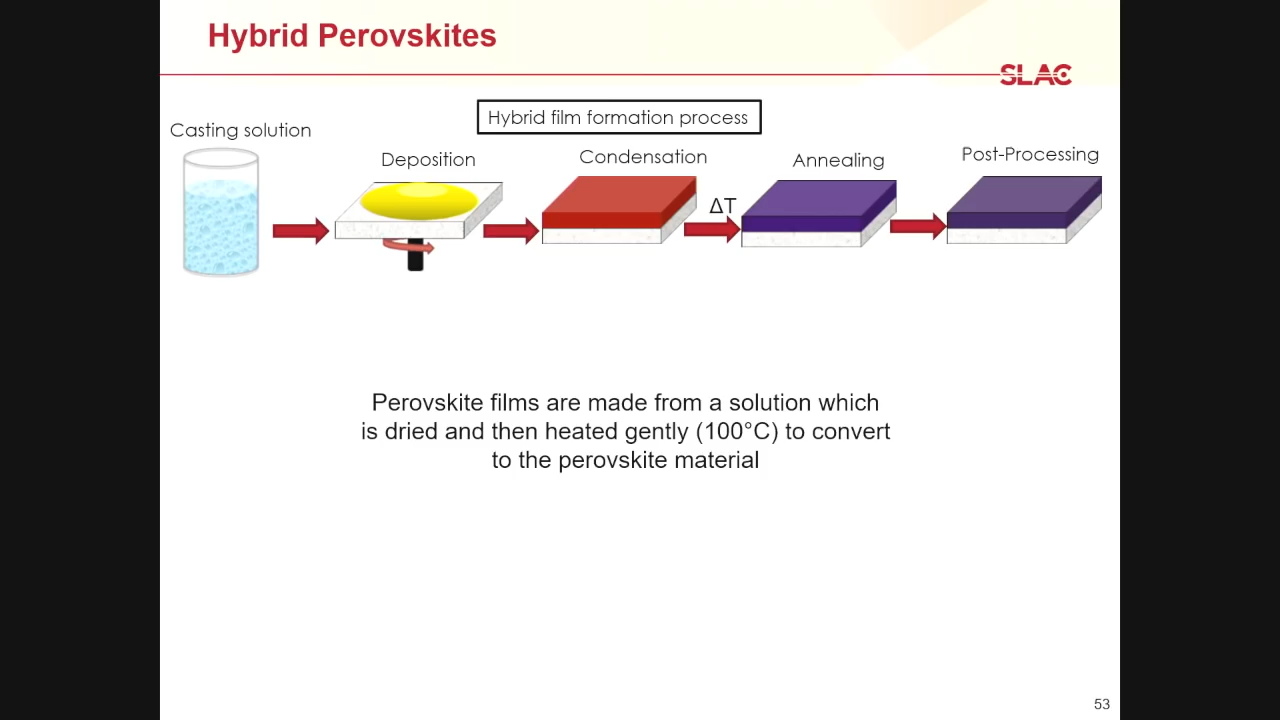 Hybrid Perovskites
SLAC
Hybrid film formation process
Casting solution
Deposition
Condensation
ΔT
Annealing
Post-Processing
Perovskite films are made from a solution which
is dried and then heated gently (100°C) to convert
to the perovskite material
53